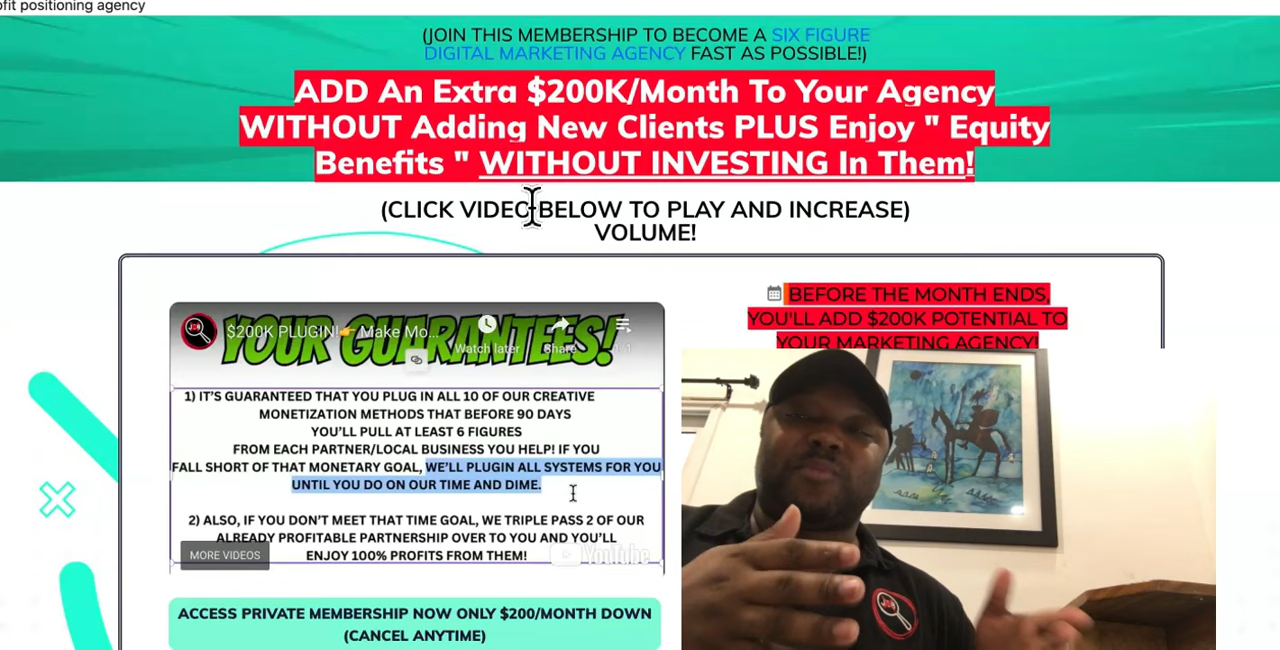 ofit positioning agency
(JOIN THIS MEMBERSHIP TO BECOME A SIX FIGURE
DIGITAL MARKETING AGENCY FAST AS POSSIBLE!)
ADD An Extra $200K/Month To Your Agency
WITHOUT Adding New Clients PLUS Enjoy " Equity
Benefits " WITHOUT INVESTING In Them!
(CLICK VIDEO BELOW TO PLAY AND INCREASE)
VOLUME!
YOUR GUARANTEES!
$200K PLUGIN!👉 Make Mo...
Watch later
Share
1) IT'S GUARANTEED THAT YOU PLUG IN ALL 10 OF OUR CREATIVE
MONETIZATION METHODS THAT BEFORE 90 DAYS
YOU'LL PULL AT LEAST 6 FIGURES
FROM EACH PARTNER/LOCAL BUSINESS YOU HELP! IF YOU
FALL SHORT OF THAT MONETARY GOAL, WE'LL PLUGIN ALL SYSTEMS FOR YOU
UNTIL YOU DO ON OUR TIME AND DIME.
2) ALSO, IF YOU DON'T MEET THAT TIME GOAL, WE TRIPLE PASS 2 OF OUR
ALREADY PROFITABLE PARTNERSHIP OVER TO YOU AND YOU'LL
ENJOY 100% PROFITS FROM THEM!
MORE VIDEOS
YouTube
ACCESS PRIVATE MEMBERSHIP NOW ONLY $200/MONTH DOWN
(CANCEL ANYTIME)
BEFORE THE MONTH ENDS,
YOU'LL ADD $200K POTENTIAL TO
YOUR MARKETING AGENCY!